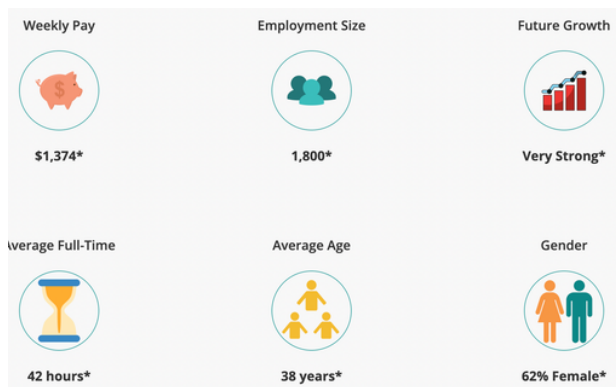 Weekly Pay
Employment Size
Future Growth
$
$1,374*
1,800*
Very Strong*
Average Full-Time
Average Age
Gender
42 hours*
38 years*
62% Female*